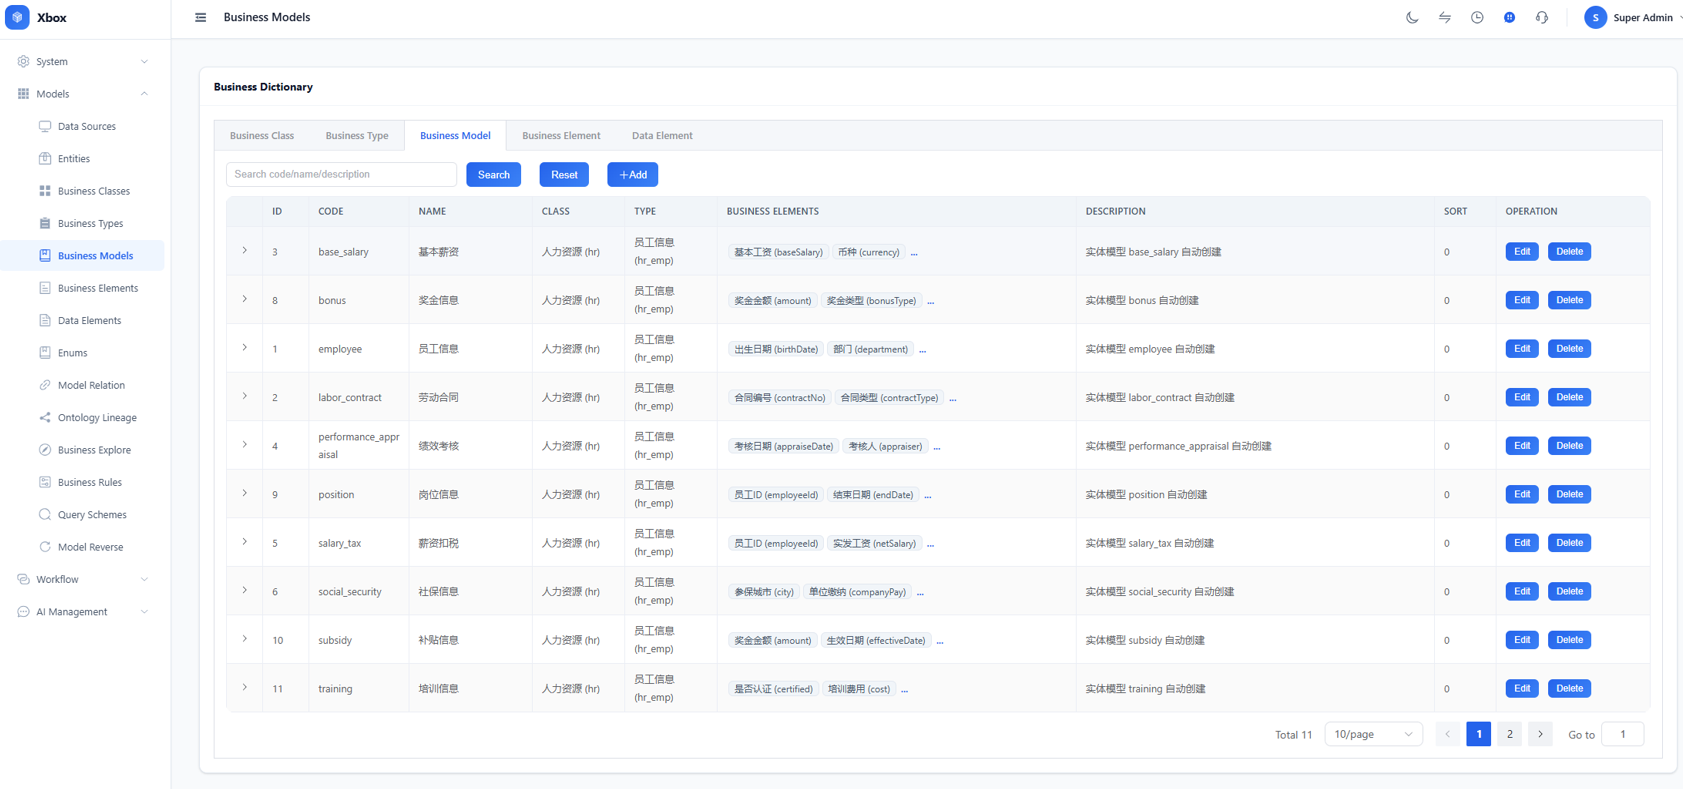 Xbox
Business Models
S
Super Admin
System
Models
Data Sources
Entities
Business Classes
Business Types
Business Models
Business Elements
Data Elements
Enums
Model Relation
Ontology Lineage
Business Explore
Business Rules
Query Schemes
Model Reverse
Workflow
AI Management
Business Dictionary
Business Class Business Type Business Model Business Element Data Element
Search code/name/description Search Reset +Add
ID CODE NAME CLASS TYPE BUSINESS ELEMENTS DESCRIPTION SORT OPERATION
3 base_salary 基本薪资 人力资源 (hr) 员工信息 (hr_emp) 基本工资 (baseSalary) 币种 (currency) ... 实体模型 base_salary 自动创建 0 Edit Delete
8 bonus 奖金信息 人力资源 (hr) 员工信息 (hr_emp) 奖金金额 (amount) 奖金类型 (bonusType) ... 实体模型 bonus 自动创建 0 Edit Delete
1 employee 员工信息 人力资源 (hr) 员工信息 (hr_emp) 出生日期 (birthDate) 部门 (department) ... 实体模型 employee 自动创建 0 Edit Delete
2 labor_contract 劳动合同 人力资源 (hr) 员工信息 (hr_emp) 合同编号 (contractNo) 合同类型 (contractType) ... 实体模型 labor_contract 自动创建 0 Edit Delete
4 performance_appraisal 绩效考核 人力资源 (hr) 员工信息 (hr_emp) 考核日期 (appraiseDate) 考核人 (appraiser) ... 实体模型 performance_appraisal 自动创建 0 Edit Delete
9 position 岗位信息 人力资源 (hr) 员工信息 (hr_emp) 员工ID (employeeId) 结束日期 (endDate) ... 实体模型 position 自动创建 0 Edit Delete
5 salary_tax 薪资扣税 人力资源 (hr) 员工信息 (hr_emp) 员工ID (employeeId) 实发工资 (netSalary) ... 实体模型 salary_tax 自动创建 0 Edit Delete
6 social_security 社保信息 人力资源 (hr) 员工信息 (hr_emp) 参保城市 (city) 单位缴纳 (companyPay) ... 实体模型 social_security 自动创建 0 Edit Delete
10 subsidy 补贴信息 人力资源 (hr) 员工信息 (hr_emp) 奖金金额 (amount) 生效日期 (effectiveDate) ... 实体模型 subsidy 自动创建 0 Edit Delete
11 training 培训信息 人力资源 (hr) 员工信息 (hr_emp) 是否认证 (certified) 培训费用 (cost) ... 实体模型 training 自动创建 0 Edit Delete
Total 11 10/page 1 2 Go to 1